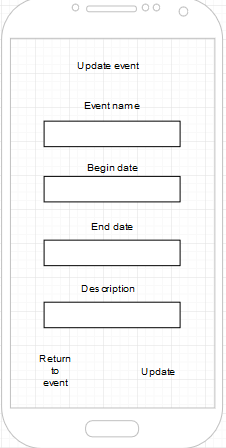 Update event
Event name
Begin date
End date
Description
Return
to
event
Update